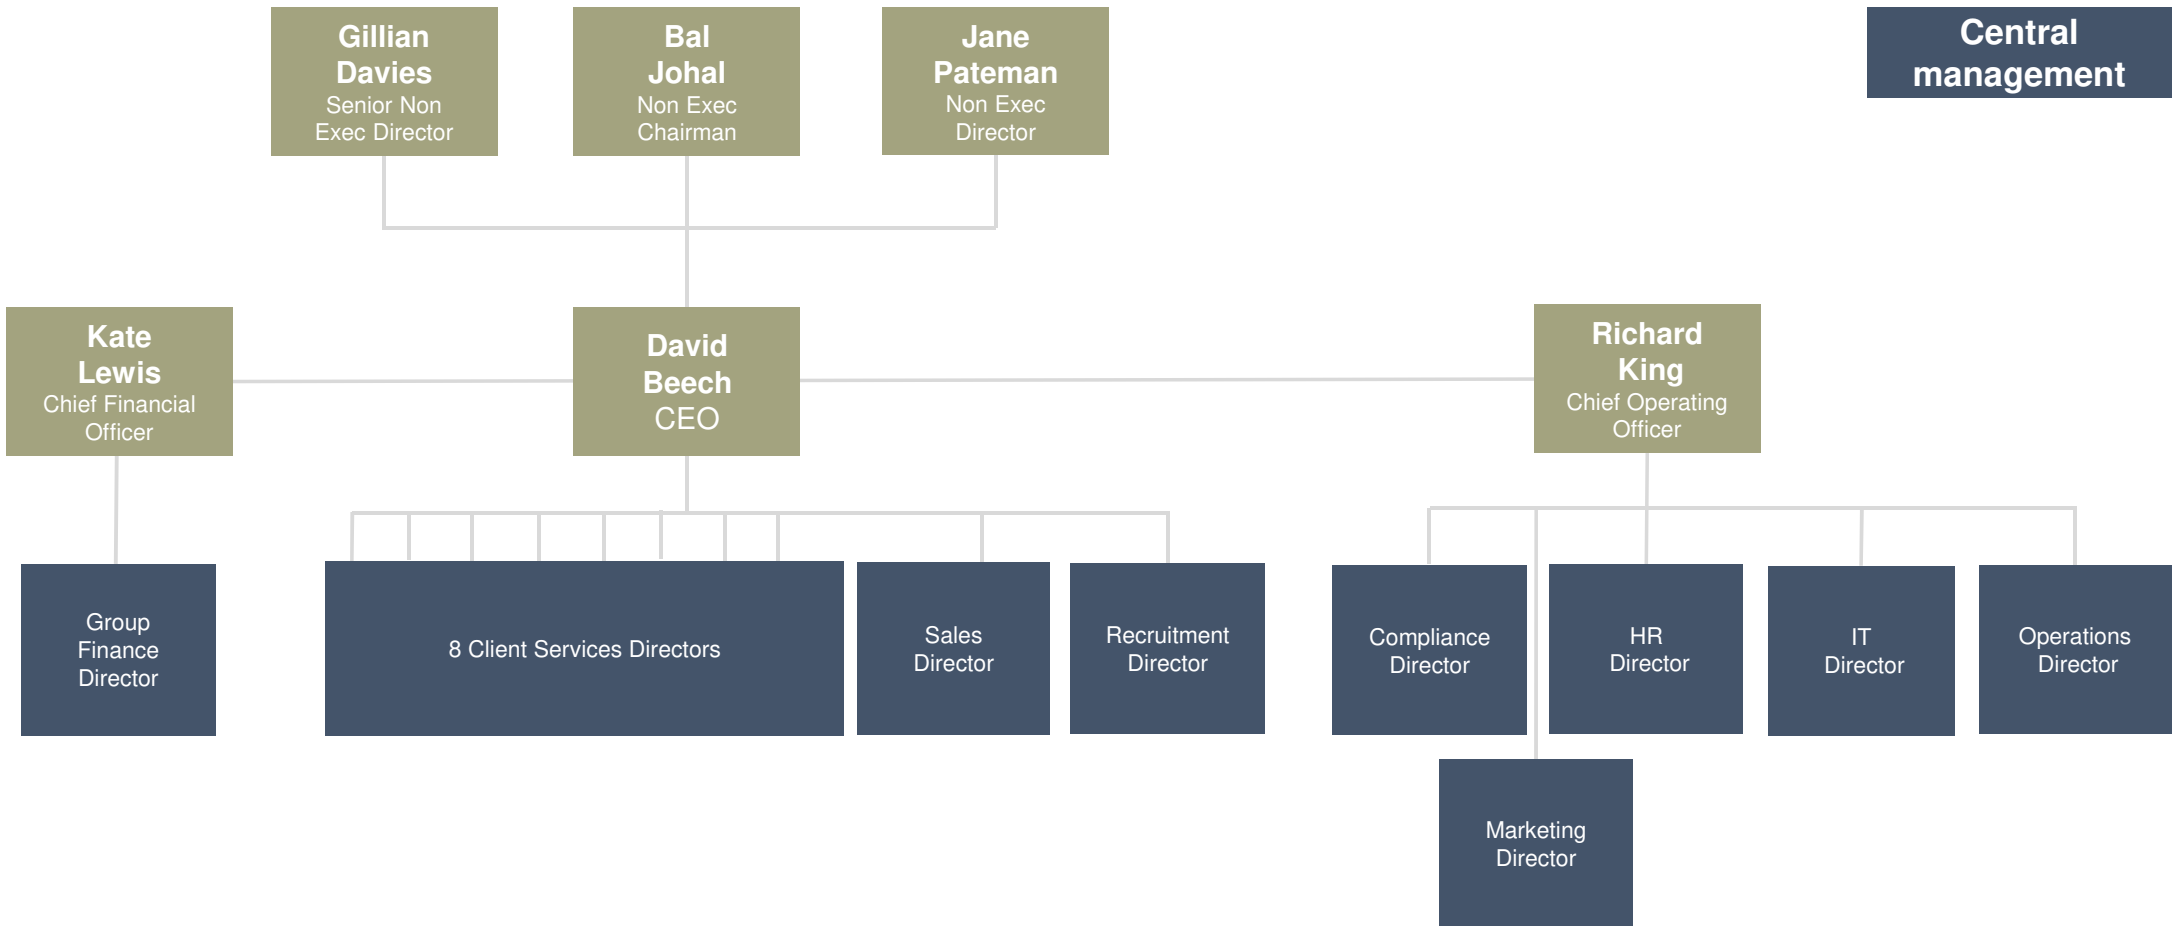 Gillian
Davies
Senior Non
Exec Director
Bal
Johal
Non Exec
Chairman
Jane
Pateman
Non Exec
Director
Central
management
Kate
Lewis
Chief Financial
Officer
David
Beech
CEO
Richard
King
Chief Operating
Officer
Group
Finance
Director
8 Client Services Directors
Sales
Director
Recruitment
Director
Compliance
Director
HR
Director
IT
Director
Operations
Director
Marketing
Director